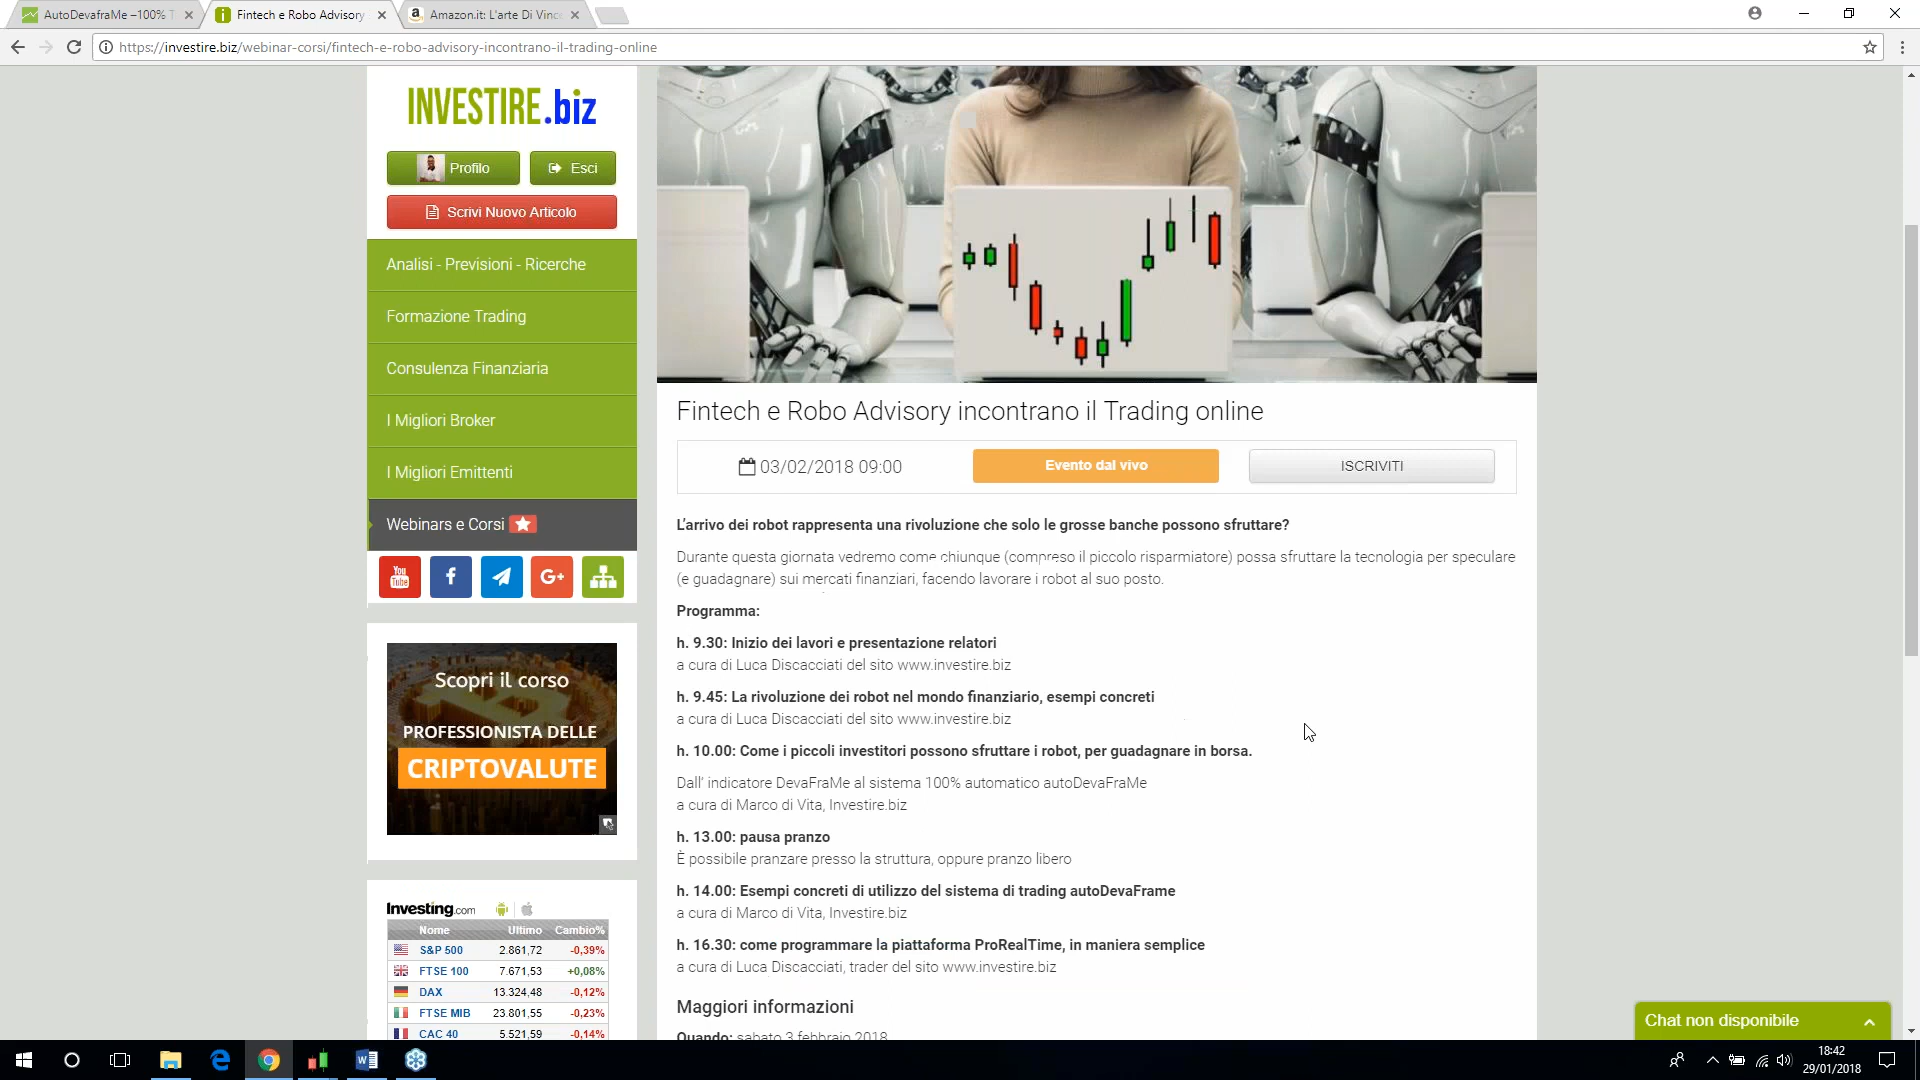 AutoDevafraMe –100% T
Fintech e Robo Advisory
Amazon.it: L'arte Di Vince
https://investire.biz/webinar-corsi/fintech-e-robo-advisory-incontrano-il-trading-online
INVESTIRE.biz
Profilo
Esci
Scrivi Nuovo Articolo
Analisi - Previsioni - Ricerche
Formazione Trading
Consulenza Finanziaria
I Migliori Broker
I Migliori Emittenti
Webinars e Corsi
You Tube
f
G+
Scopri il corso
PROFESSIONISTA DELLE
CRIPTOVALUTE
Investing.com
Nome Ultimo Cambio%
S&P 500 2.861,72 -0,39%
FTSE 100 7.671,53 +0,08%
DAX 13.324,48 -0,12%
FTSE MIB 23.801,55 -0,23%
CAC 40 5.521,59 -0,14%
Fintech e Robo Advisory incontrano il Trading online
03/02/2018 09:00
Evento dal vivo
ISCRIVITI
L'arrivo dei robot rappresenta una rivoluzione che solo le grosse banche possono sfruttare?
Durante questa giornata vedremo come chiunque (compreso il piccolo risparmiatore) possa sfruttare la tecnologia per speculare
(e guadagnare) sui mercati finanziari, facendo lavorare i robot al suo posto.
Programma:
h. 9.30: Inizio dei lavori e presentazione relatori
a cura di Luca Discacciati del sito www.investire.biz
h. 9.45: La rivoluzione dei robot nel mondo finanziario, esempi concreti
a cura di Luca Discacciati del sito www.investire.biz
h. 10.00: Come i piccoli investitori possono sfruttare i robot, per guadagnare in borsa.
Dall' indicatore DevaFraMe al sistema 100% automatico autoDevaFraMe
a cura di Marco di Vita, Investire.biz
h. 13.00: pausa pranzo
È possibile pranzare presso la struttura, oppure pranzo libero
h. 14.00: Esempi concreti di utilizzo del sistema di trading autoDevaFrame
a cura di Marco di Vita, Investire.biz
h. 16.30: come programmare la piattaforma ProRealTime, in maniera semplice
a cura di Luca Discacciati, trader del sito www.investire.biz
Maggiori informazioni
Quando: sabato 3 febbraio 2018
Chat non disponibile
18:42
29/01/2018